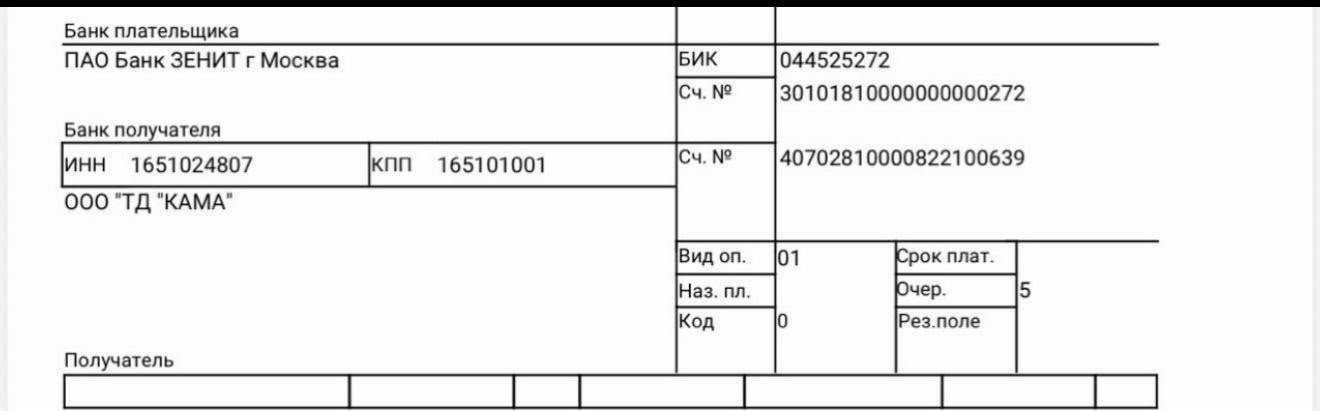 Банк плательщика
ПАО Банк ЗЕНИТ г Москва БИК 044525272
Сч. № 30101810000000000272
Банк получателя
ИНН 1651024807 КПП 165101001 Сч. № 40702810000822100639
ООО "ТД "КАМА"
Вид оп. 01 Срок плат.
Наз. пл. Очер. 5
Код 0 Рез.поле
Получатель